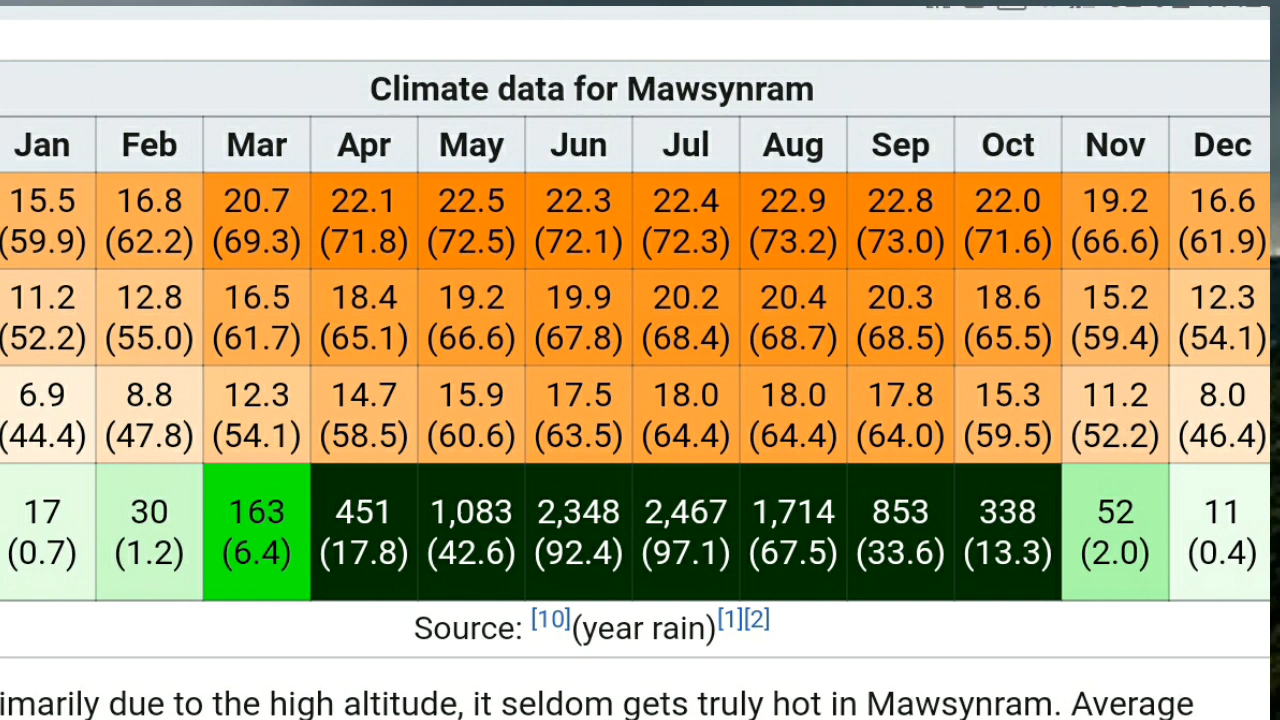 Climate data for Mawsynram
Jan Feb Mar Apr May Jun Jul Aug Sep Oct Nov Dec
15.5 16.8 20.7 22.1 22.5 22.3 22.4 22.9 22.8 22.0 19.2 16.6
(59.9) (62.2) (69.3) (71.8) (72.5) (72.1) (72.3) (73.2) (73.0) (71.6) (66.6) (61.9)
11.2 12.8 16.5 18.4 19.2 19.9 20.2 20.4 20.3 18.6 15.2 12.3
(52.2) (55.0) (61.7) (65.1) (66.6) (67.8) (68.4) (68.7) (68.5) (65.5) (59.4) (54.1)
6.9 8.8 12.3 14.7 15.9 17.5 18.0 18.0 17.8 15.3 11.2 8.0
(44.4) (47.8) (54.1) (58.5) (60.6) (63.5) (64.4) (64.4) (64.0) (59.5) (52.2) (46.4)
17 30 163 451 1,083 2,348 2,467 1,714 853 338 52 11
(0.7) (1.2) (6.4) (17.8) (42.6) (92.4) (97.1) (67.5) (33.6) (13.3) (2.0) (0.4)
Source: [10](year rain)[1][2]
imarily due to the high altitude, it seldom gets truly hot in Mawsynram. Average